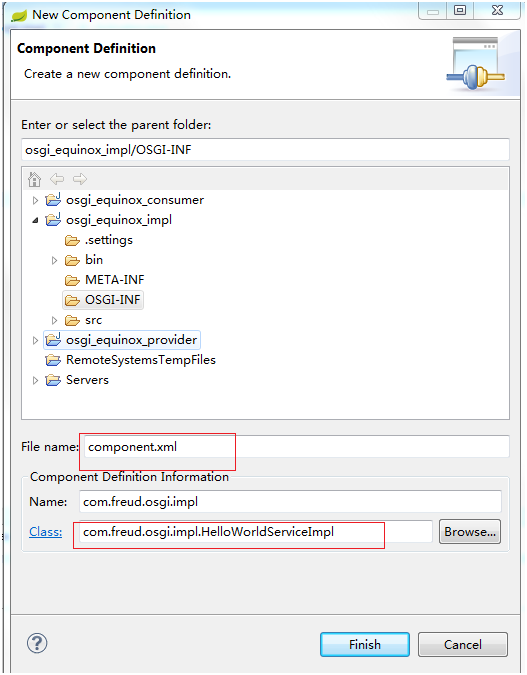 New Component Definition
Component Definition
Create a new component definition.
Enter or select the parent folder:
osgi_equinox_impl/OSGI-INF
osgi_equinox_consumer
osgi_equinox_impl
.settings
bin
META-INF
OSGI-INF
src
osgi_equinox_provider
RemoteSystemsTempFiles
Servers
File name: component.xml
Component Definition Information
Name: com.freud.osgi.impl
Class: com.freud.osgi.impl.HelloWorldServiceImpl Browse...
? Finish Cancel